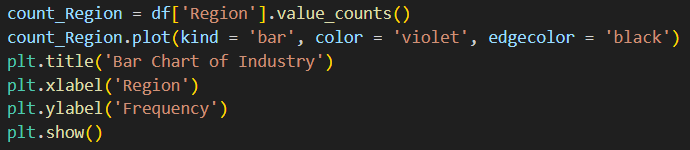 count_Region = df['Region'].value_counts()
count_Region.plot(kind = 'bar', color = 'violet', edgecolor = 'black')
plt.title('Bar Chart of Industry')
plt.xlabel('Region')
plt.ylabel('Frequency')
plt.show()